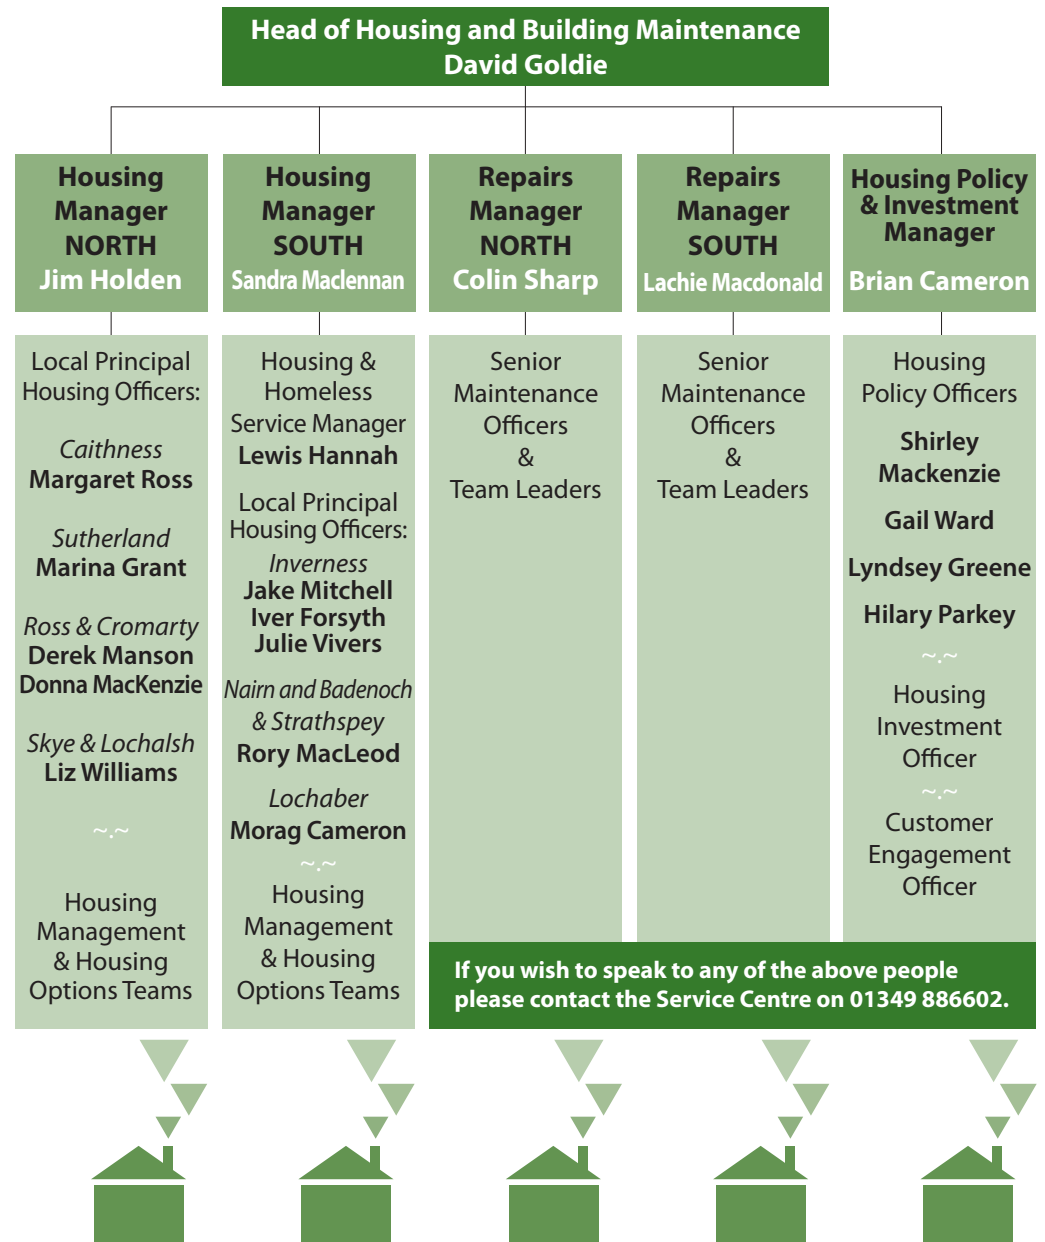 Head of Housing and Building Maintenance
David Goldie
Housing
Manager
NORTH
Jim Holden
Housing
Manager
SOUTH
Sandra Maclennan
Repairs
Manager
NORTH
Colin Sharp
Repairs
Manager
SOUTH
Lachie Macdonald
Housing Policy
& Investment
Manager
Brian Cameron
Local Principal
Housing Officers:
Caithness
Margaret Ross
Sutherland
Marina Grant
Ross & Cromarty
Derek Manson
Donna MacKenzie
Skye & Lochalsh
Liz Williams
~.~
Housing
Management
& Housing
Options Teams
Housing &
Homeless
Service Manager
Lewis Hannah
Local Principal
Housing Officers:
Inverness
Jake Mitchell
Iver Forsyth
Julie Vivers
Nairn and Badenoch
& Strathspey
Rory MacLeod
Lochaber
Morag Cameron
~.~
Housing
Management
& Housing
Options Teams
Senior
Maintenance
Officers
&
Team Leaders
Senior
Maintenance
Officers
&
Team Leaders
Housing
Policy Officers
Shirley
Mackenzie
Gail Ward
Lyndsey Greene
Hilary Parkey
~.~
Housing
Investment
Officer
~.~
Customer
Engagement
Officer
If you wish to speak to any of the above people
please contact the Service Centre on 01349 886602.